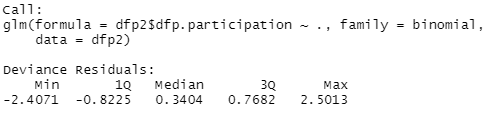 Call:
glm(formula = dfp2$dfp.participation ~ ., family = binomial,
data = dfp2)
Deviance Residuals:
Min 1Q Median 3Q Max
-2.4071 -0.8225 0.3404 0.7682 2.5013